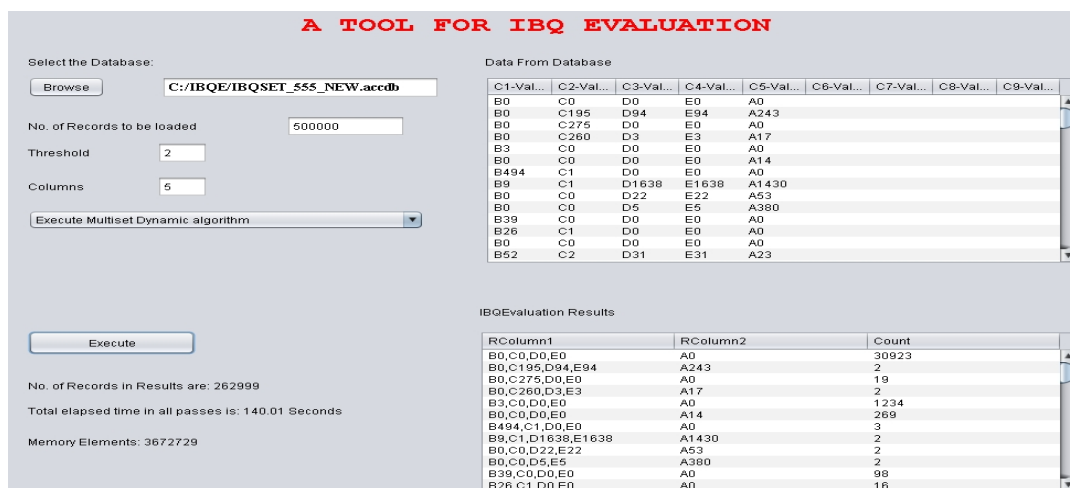 A TOOL FOR IBQ EVALUATION
Select the Database:
Browse C:/IBQE/IBQSET_555_NEW.accdb
No. of Records to be loaded 500000
Threshold 2
Columns 5
Execute Multiset Dynamic algorithm
Execute
No. of Records in Results are: 262999
Total elapsed time in all passes is: 140.01 Seconds
Memory Elements: 3672729
Data From Database
C1-Val... C2-Val... C3-Val... C4-Val... C5-Val... C6-Val... C7-Val... C8-Val... C9-Val...
B0 C0 D0 E0 A0
B0 C195 D94 E94 A243
B0 C275 D0 E0 A0
B0 C260 D3 E3 A17
B3 C0 D0 E0 A0
B0 C0 D0 E0 A14
B494 C1 D0 E0 A0
B9 C1 D1638 E1638 A1430
B0 C0 D22 E22 A53
B0 C0 D5 E5 A380
B39 C0 D0 E0 A0
B26 C1 D0 E0 A0
B0 C0 D0 E0 A0
B52 C2 D31 E31 A23
IBQEvaluation Results
RColumn1 RColumn2 Count
B0,C0,D0,E0 A0 30923
B0,C195,D94,E94 A243 2
B0,C275,D0,E0 A0 19
B0,C260,D3,E3 A17 2
B3,C0,D0,E0 A0 1234
B0,C0,D0,E0 A14 269
B494,C1,D0,E0 A0 3
B9,C1,D1638,E1638 A1430 2
B0,C0,D22,E22 A53 2
B0,C0,D5,E5 A380 2
B39,C0,D0,E0 A0 98
B26,C1,D0,E0 A0 16